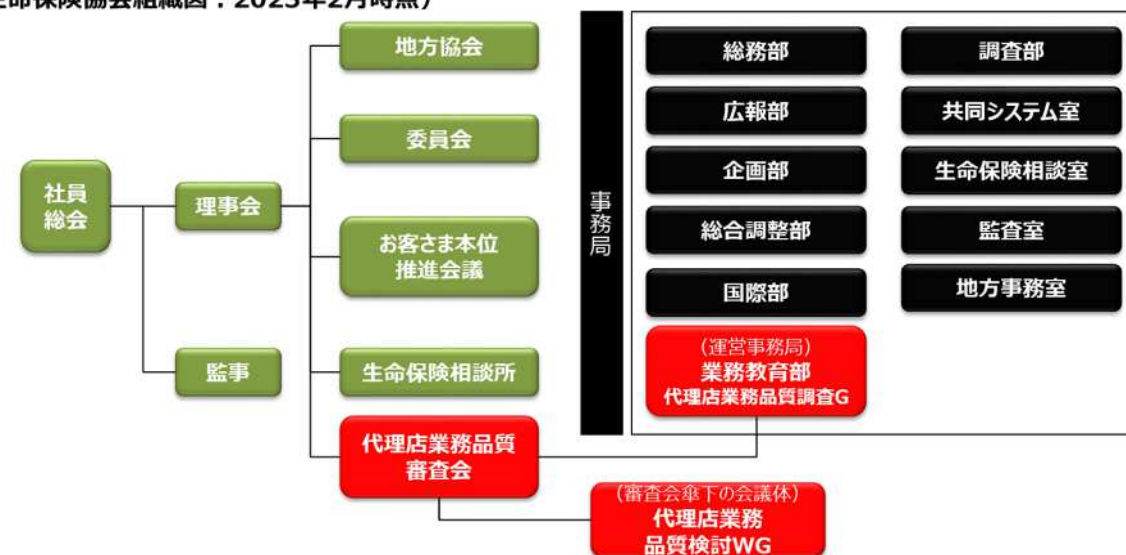 生命保険協会組織図：2023年2月時点）
社員
総会
理事会
監事
地方協会
委員会
お客さま本位
推進会議
生命保険相談所
代理店業務品質
審査会
（審査会傘下の会議体）
代理店業務
品質検討WG
事務局
総務部
広報部
企画部
総合調整部
国際部
（運営事務局）
業務教育部
代理店業務品質調査G
調査部
共同システム室
生命保険相談室
監査室
地方事務室